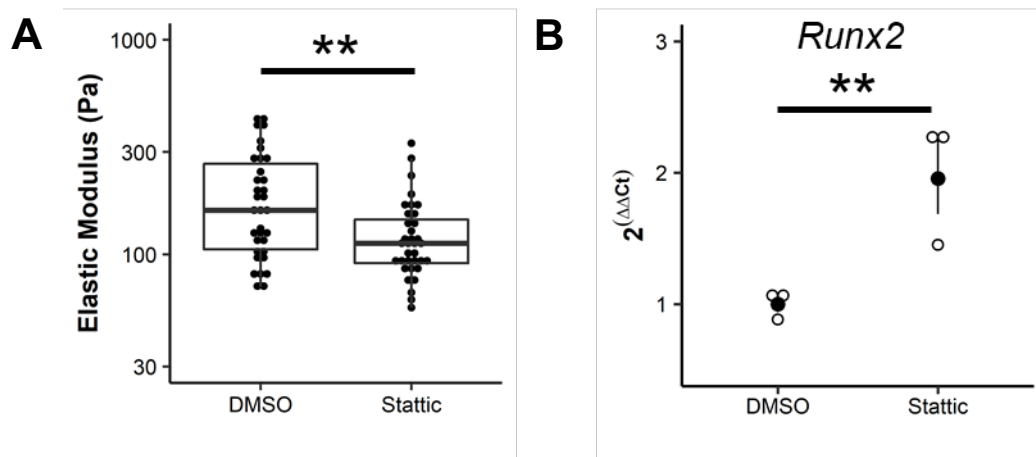 A
Elastic Modulus (Pa)
1000
300
100
30
**
DMSO
Stattic
B
Runx2
2(ΔΔCt)
3
2
1
**
DMSO
Stattic